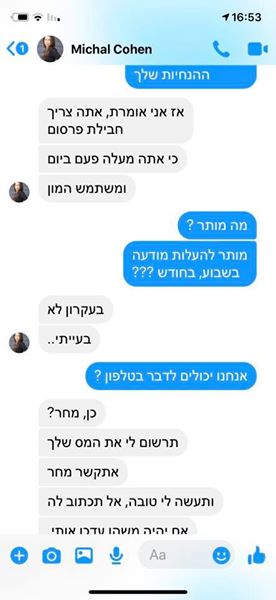 16:53
1
Michal Cohen
ההנחיות שלך
אז אני אומרת, אתה צריך
חבילת פרסום
כי אתה מעלה פעם ביום
ומשתמש המון
מה מותר ?
מותר להעלות מודעה
בשבוע, בחודש ???
בעקרון לא
בעייתי..
אנחנו יכולים לדבר בטלפון ?
כן, מחר?
תרשום לי את המס שלך
אתקשר מחר
ותעשה לי טובה, אל תכתוב לה
אם יהיה משהו עדכן אותי.
Aa